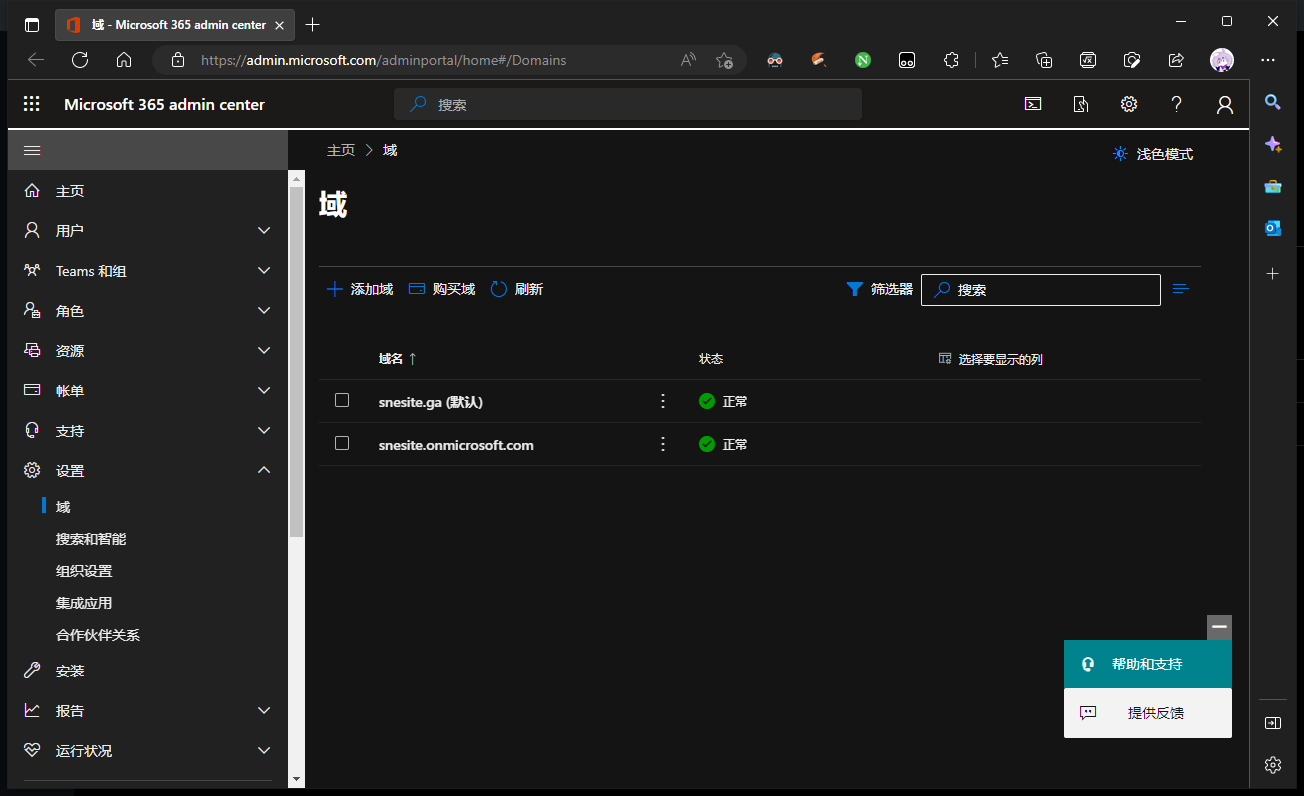 域 - Microsoft 365 admin center
https://admin.microsoft.com/adminportal/home#/Domains
Microsoft 365 admin center
搜索
主页
用户
Teams 和组
角色
资源
帐单
支持
设置
域
搜索和智能
组织设置
集成应用
合作伙伴关系
安装
报告
运行状况
主页 > 域
浅色模式
域
添加域 购买域 刷新 筛选器 搜索
域名 ↑ 状态 选择要显示的列
snesite.ga (默认) 正常
snesite.onmicrosoft.com 正常
帮助和支持
提供反馈